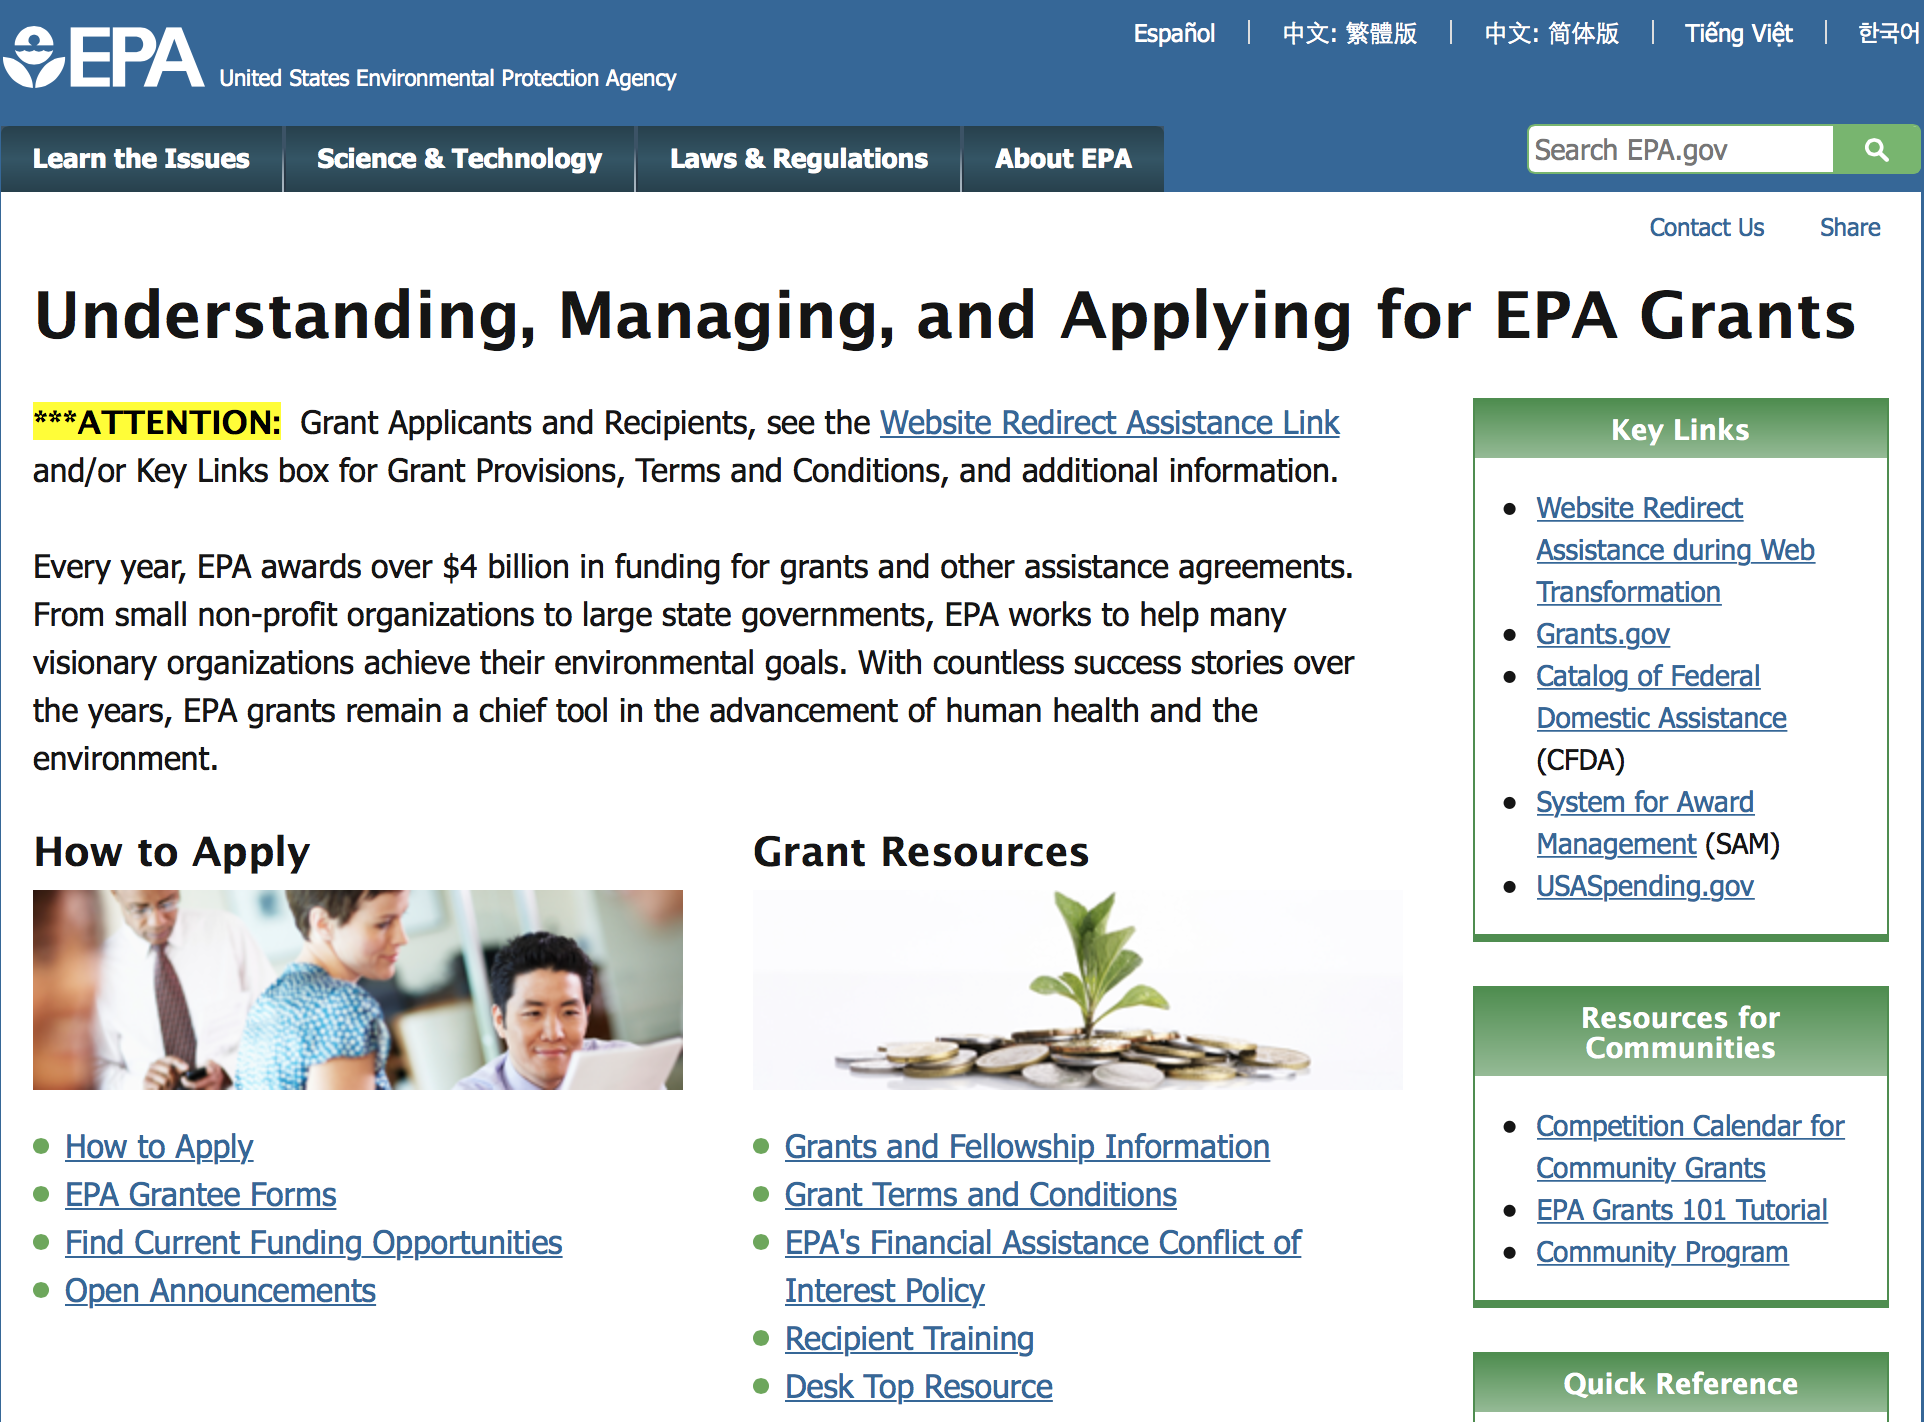 EPA United States Environmental Protection Agency
Español | 中文: 繁體版 | 中文: 简体版 | Tiếng Việt | 한국어
Learn the Issues
Science & Technology
Laws & Regulations
About EPA
Search EPA.gov
Contact Us
Share
Understanding, Managing, and Applying for EPA Grants
***ATTENTION: Grant Applicants and Recipients, see the Website Redirect Assistance Link
and/or Key Links box for Grant Provisions, Terms and Conditions, and additional information.
Every year, EPA awards over $4 billion in funding for grants and other assistance agreements.
From small non-profit organizations to large state governments, EPA works to help many
visionary organizations achieve their environmental goals. With countless success stories over
the years, EPA grants remain a chief tool in the advancement of human health and the
environment.
How to Apply
How to Apply
EPA Grantee Forms
Find Current Funding Opportunities
Open Announcements
Grant Resources
Grants and Fellowship Information
Grant Terms and Conditions
EPA's Financial Assistance Conflict of
Interest Policy
Recipient Training
Desk Top Resource
Key Links
Website Redirect
Assistance during Web
Transformation
Grants.gov
Catalog of Federal
Domestic Assistance
(CFDA)
System for Award
Management (SAM)
USASpending.gov
Resources for
Communities
Competition Calendar for
Community Grants
EPA Grants 101 Tutorial
Community Program
Quick Reference